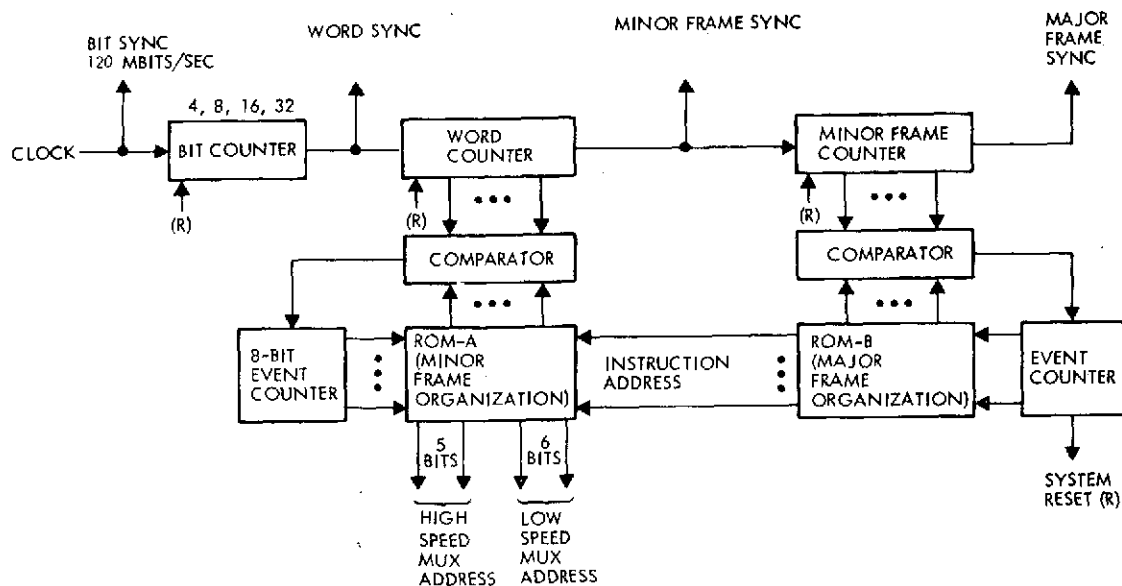 BIT SYNC
120 MBITS/SEC
WORD SYNC
MINOR FRAME SYNC
MAJOR
FRAME
SYNC
4, 8, 16, 32
CLOCK
BIT COUNTER
WORD
COUNTER
MINOR FRAME
COUNTER
(R)
(R)
(R)
COMPARATOR
COMPARATOR
8-BIT
EVENT
COUNTER
ROM-A
(MINOR
FRAME
ORGANIZATION)
INSTRUCTION
ADDRESS
ROM-B
(MAJOR
FRAME
ORGANIZATION)
EVENT
COUNTER
5
BITS
6
BITS
HIGH
SPEED
MUX
ADDRESS
LOW
SPEED
MUX
ADDRESS
SYSTEM
RESET (R)